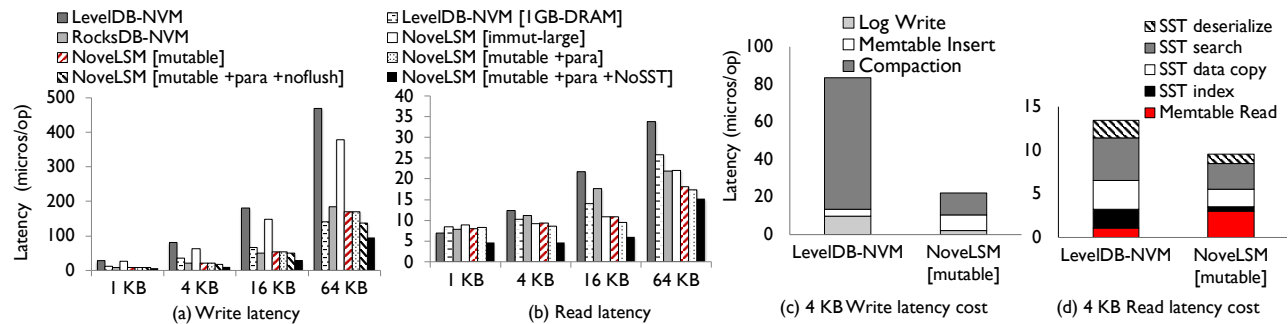 LevelDB-NVM
RocksDB-NVM
NoveLSM [mutable]
NoveLSM [mutable +para +noflush]
LevelDB-NVM [1GB-DRAM]
NoveLSM [immut-large]
NoveLSM [mutable +para]
NoveLSM [mutable +para +NoSST]
Latency (micros/op)
500
400
300
200
100
0
1 KB 4 KB 16 KB 64 KB
(a) Write latency
40
35
30
25
20
15
10
5
0
1 KB 4 KB 16 KB 64 KB
(b) Read latency
Log Write
Memtable Insert
Compaction
Latency (micros/op)
100
80
60
40
20
0
LevelDB-NVM NoveLSM
[mutable]
(c) 4 KB Write latency cost
SST deserialize
SST search
SST data copy
SST index
Memtable Read
15
10
5
0
LevelDB-NVM NoveLSM
[mutable]
(d) 4 KB Read latency cost